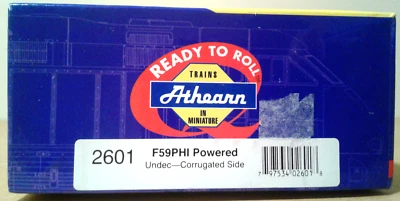 READY TO ROLL
TRAINS
Athearn
IN
MINIATURE
2601
F59PHI Powered
Undec—Corrugated Side
7 97534 02601 8